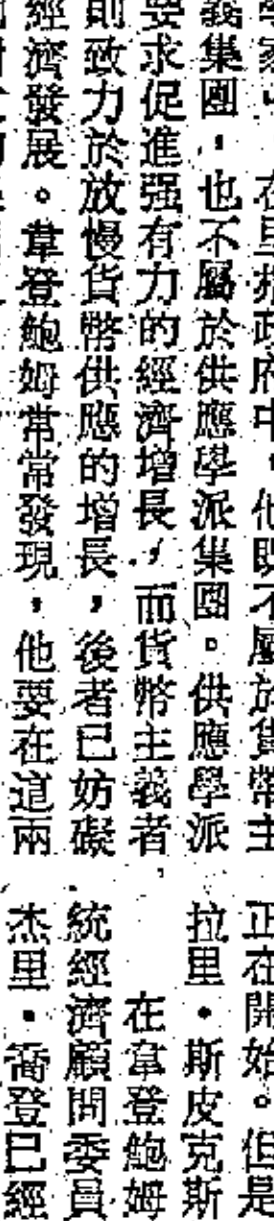 在里根政府中，他既不屬於貨幣主
義集團，也不屬於供應學派集團。供應學派
要求促進强有力的經濟增長，而貨幣主義者
則致力於放慢貨幣供應的增長，後者已妨礙
經濟發展。韋登鮑姆常常發現，他要在這兩
正在開始。但是
拉里·斯皮克斯
在韋登鮑姆
統經濟顧問委員
杰里·喬登已經